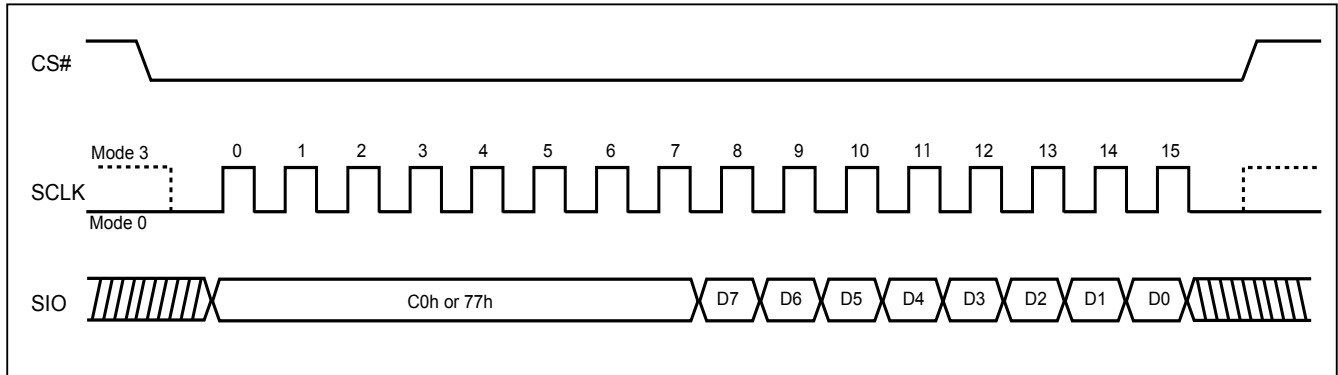 CS#
Mode 3
0 1 2 3 4 5 6 7 8 9 10 11 12 13 14 15
SCLK
Mode 0
SIO
C0h or 77h D7 D6 D5 D4 D3 D2 D1 D0